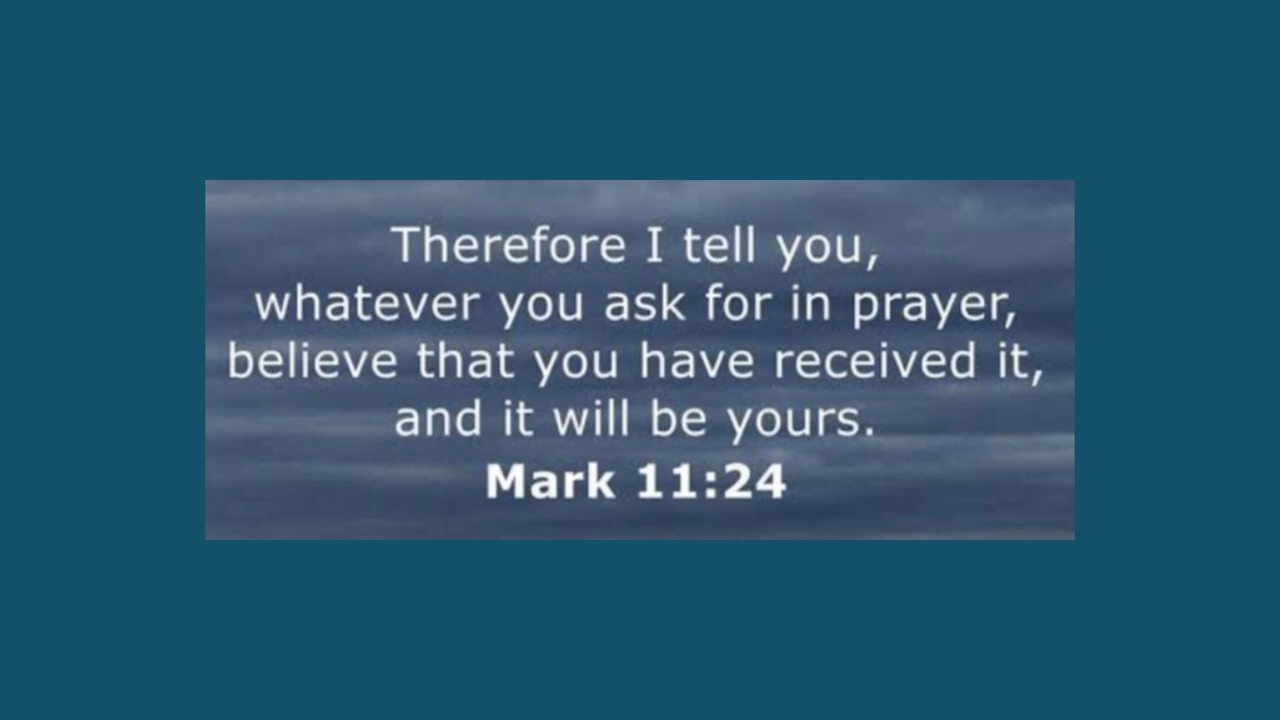 Therefore I tell you,
whatever you ask for in prayer,
believe that you have received it,
and it will be yours.
Mark 11:24